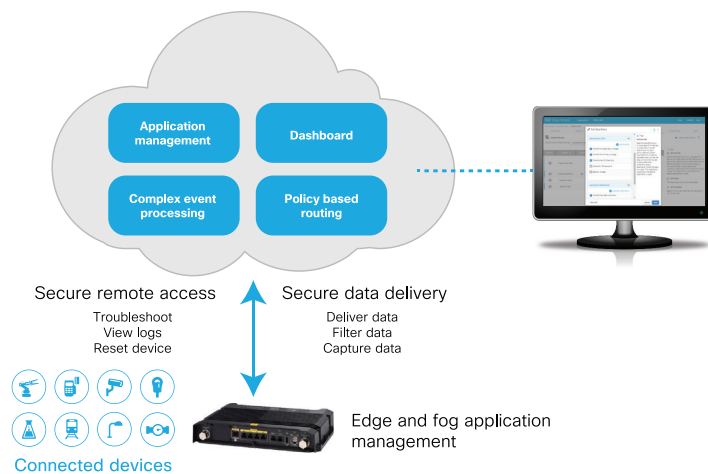 Application
management
Dashboard
Complex event
processing
Policy based
routing
Secure remote access
Troubleshoot
View logs
Reset device
Secure data delivery
Deliver data
Filter data
Capture data
Edge and fog application
management
Connected devices